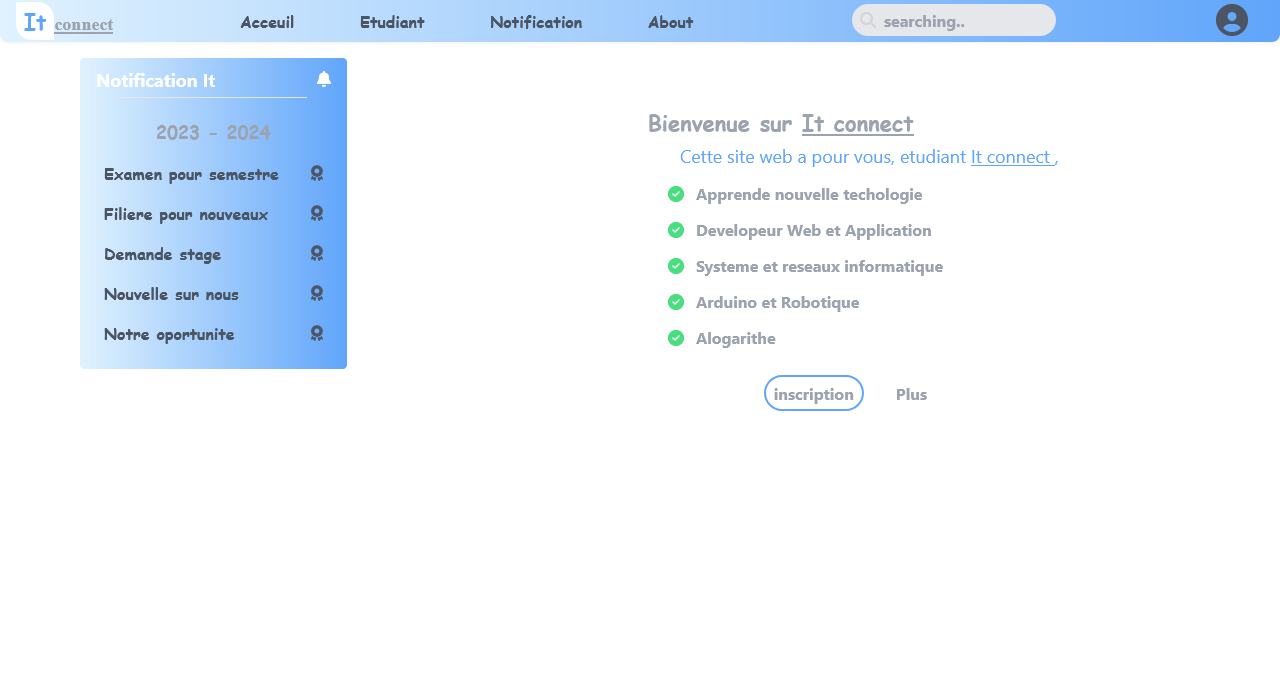 It connect Acceuil Etudiant Notification About searching..
Notification It
2023 - 2024
Examen pour semestre
Filiere pour nouveaux
Demande stage
Nouvelle sur nous
Notre oportunite
Bienvenue sur It connect
Cette site web a pour vous, etudiant It connect ,
Apprende nouvelle techologie
Developeur Web et Application
Systeme et reseaux informatique
Arduino et Robotique
Alogarithe
inscription Plus